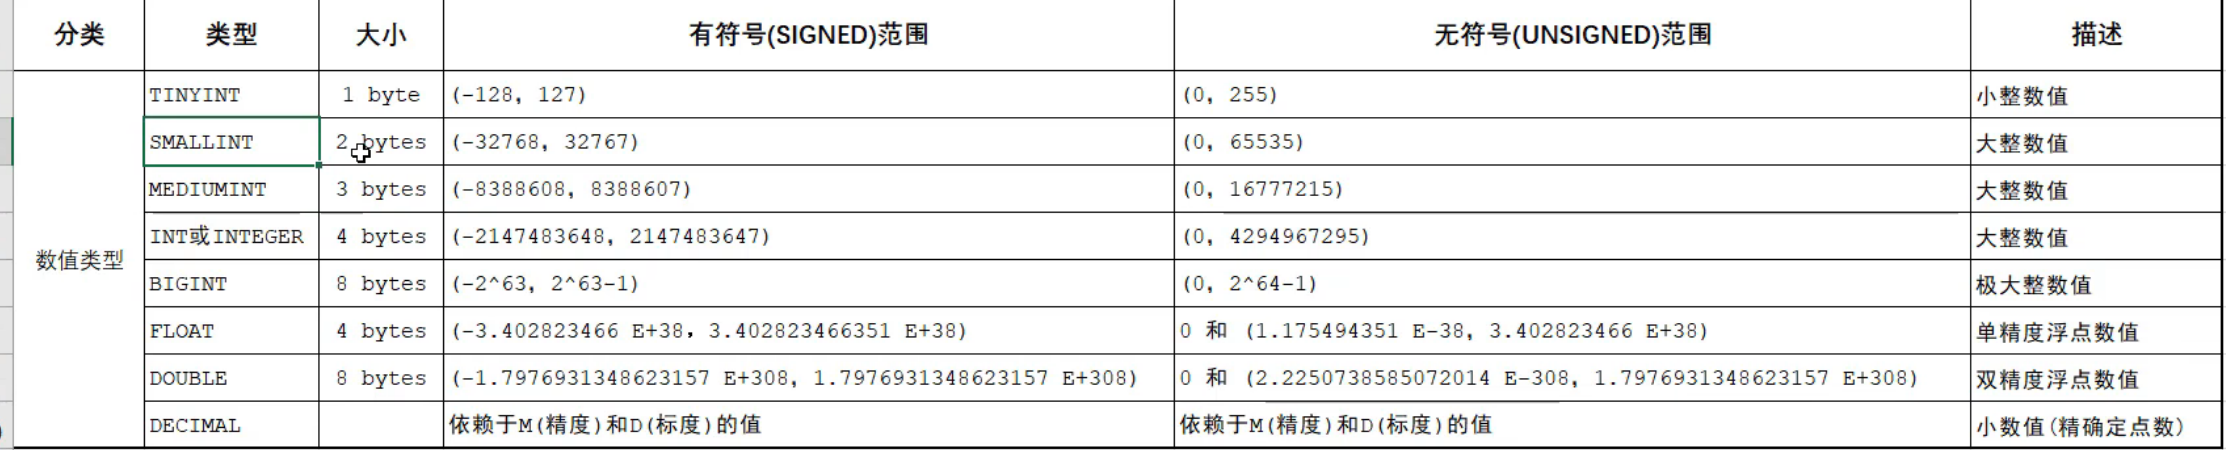 分类 类型 大小 有符号(SIGNED)范围 无符号(UNSIGNED)范围 描述
TINYINT 1 byte (-128, 127) (0, 255) 小整数值
SMALLINT 2 bytes (-32768, 32767) (0, 65535) 大整数值
MEDIUMINT 3 bytes (-8388608, 8388607) (0, 16777215) 大整数值
INT或INTEGER 4 bytes (-2147483648, 2147483647) (0, 4294967295) 大整数值
数值类型
BIGINT 8 bytes (-2^63, 2^63-1) (0, 2^64-1) 极大整数值
FLOAT 4 bytes (-3.402823466 E+38, 3.402823466351 E+38) 0 和 (1.175494351 E-38, 3.402823466 E+38) 单精度浮点数值
DOUBLE 8 bytes (-1.7976931348623157 E+308, 1.7976931348623157 E+308) 0 和 (2.2250738585072014 E-308, 1.7976931348623157 E+308) 双精度浮点数值
DECIMAL 依赖于M(精度)和D(标度)的值 依赖于M(精度)和D(标度)的值 小数值(精确定点数)